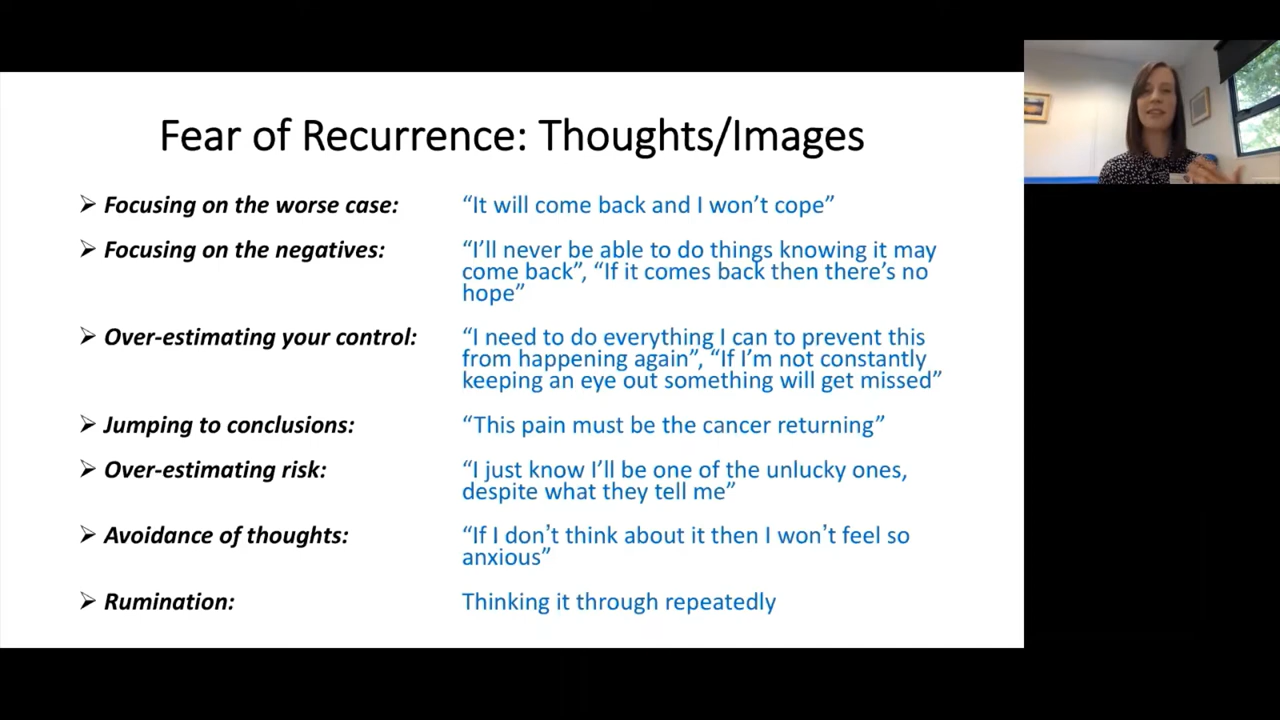 Fear of Recurrence: Thoughts/Images
➢ Focusing on the worse case: “It will come back and I won’t cope”
➢ Focusing on the negatives: “I’ll never be able to do things knowing it may
come back”, “If it comes back then there’s no
hope”
➢ Over-estimating your control: “I need to do everything I can to prevent this
from happening again”, “If I’m not constantly
keeping an eye out something will get missed”
➢ Jumping to conclusions: “This pain must be the cancer returning”
➢ Over-estimating risk: “I just know I’ll be one of the unlucky ones,
despite what they tell me”
➢ Avoidance of thoughts: “If I don’t think about it then I won’t feel so
anxious”
➢ Rumination: Thinking it through repeatedly